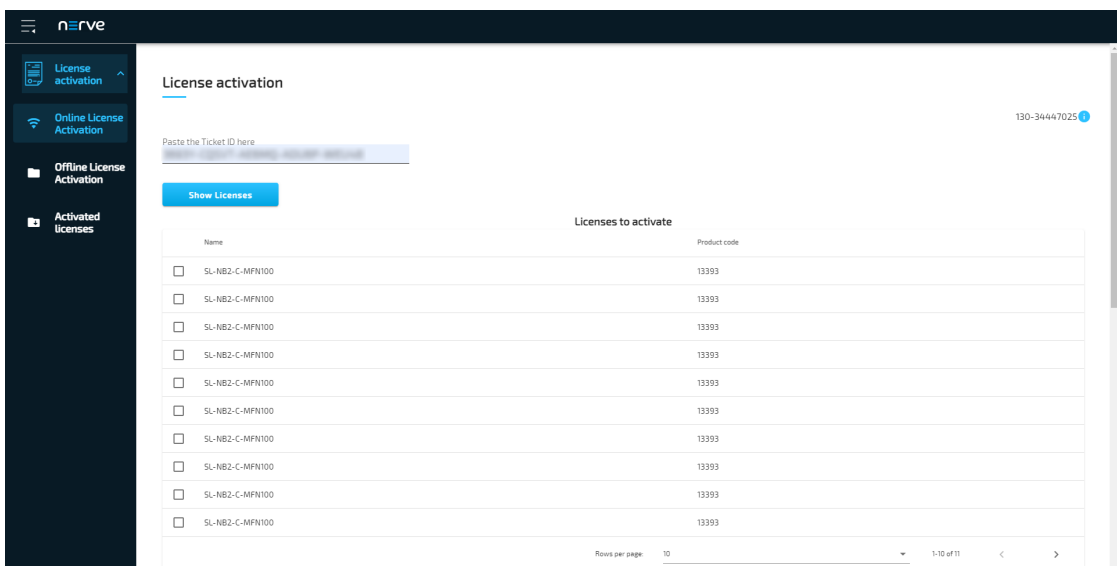 nerve
License
activation
Online License
Activation
Offline License
Activation
Activated
licenses
License activation
130-34447025
Paste the Ticket ID here
Show Licenses
Licenses to activate
Name Product code
SL-NB2-C-MFN100 13393
SL-NB2-C-MFN100 13393
SL-NB2-C-MFN100 13393
SL-NB2-C-MFN100 13393
SL-NB2-C-MFN100 13393
SL-NB2-C-MFN100 13393
SL-NB2-C-MFN100 13393
SL-NB2-C-MFN100 13393
SL-NB2-C-MFN100 13393
SL-NB2-C-MFN100 13393
Rows per page: 10 1-10 of 11